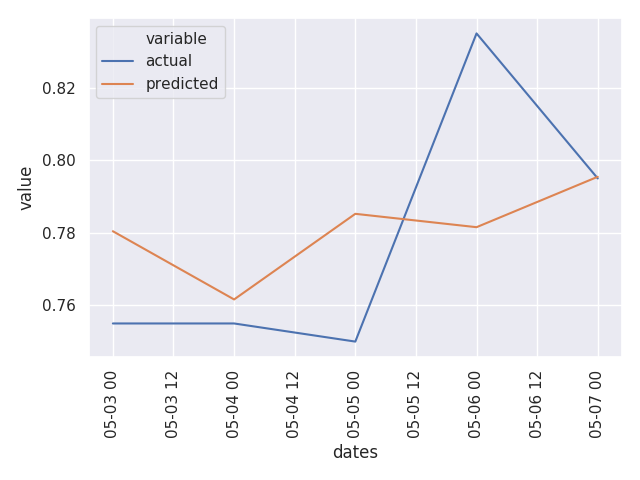 variable
actual
predicted
value
0.82
0.80
0.78
0.76
05-03 00
05-03 12
05-04 00
05-04 12
05-05 00
05-05 12
05-06 00
05-06 12
05-07 00
dates